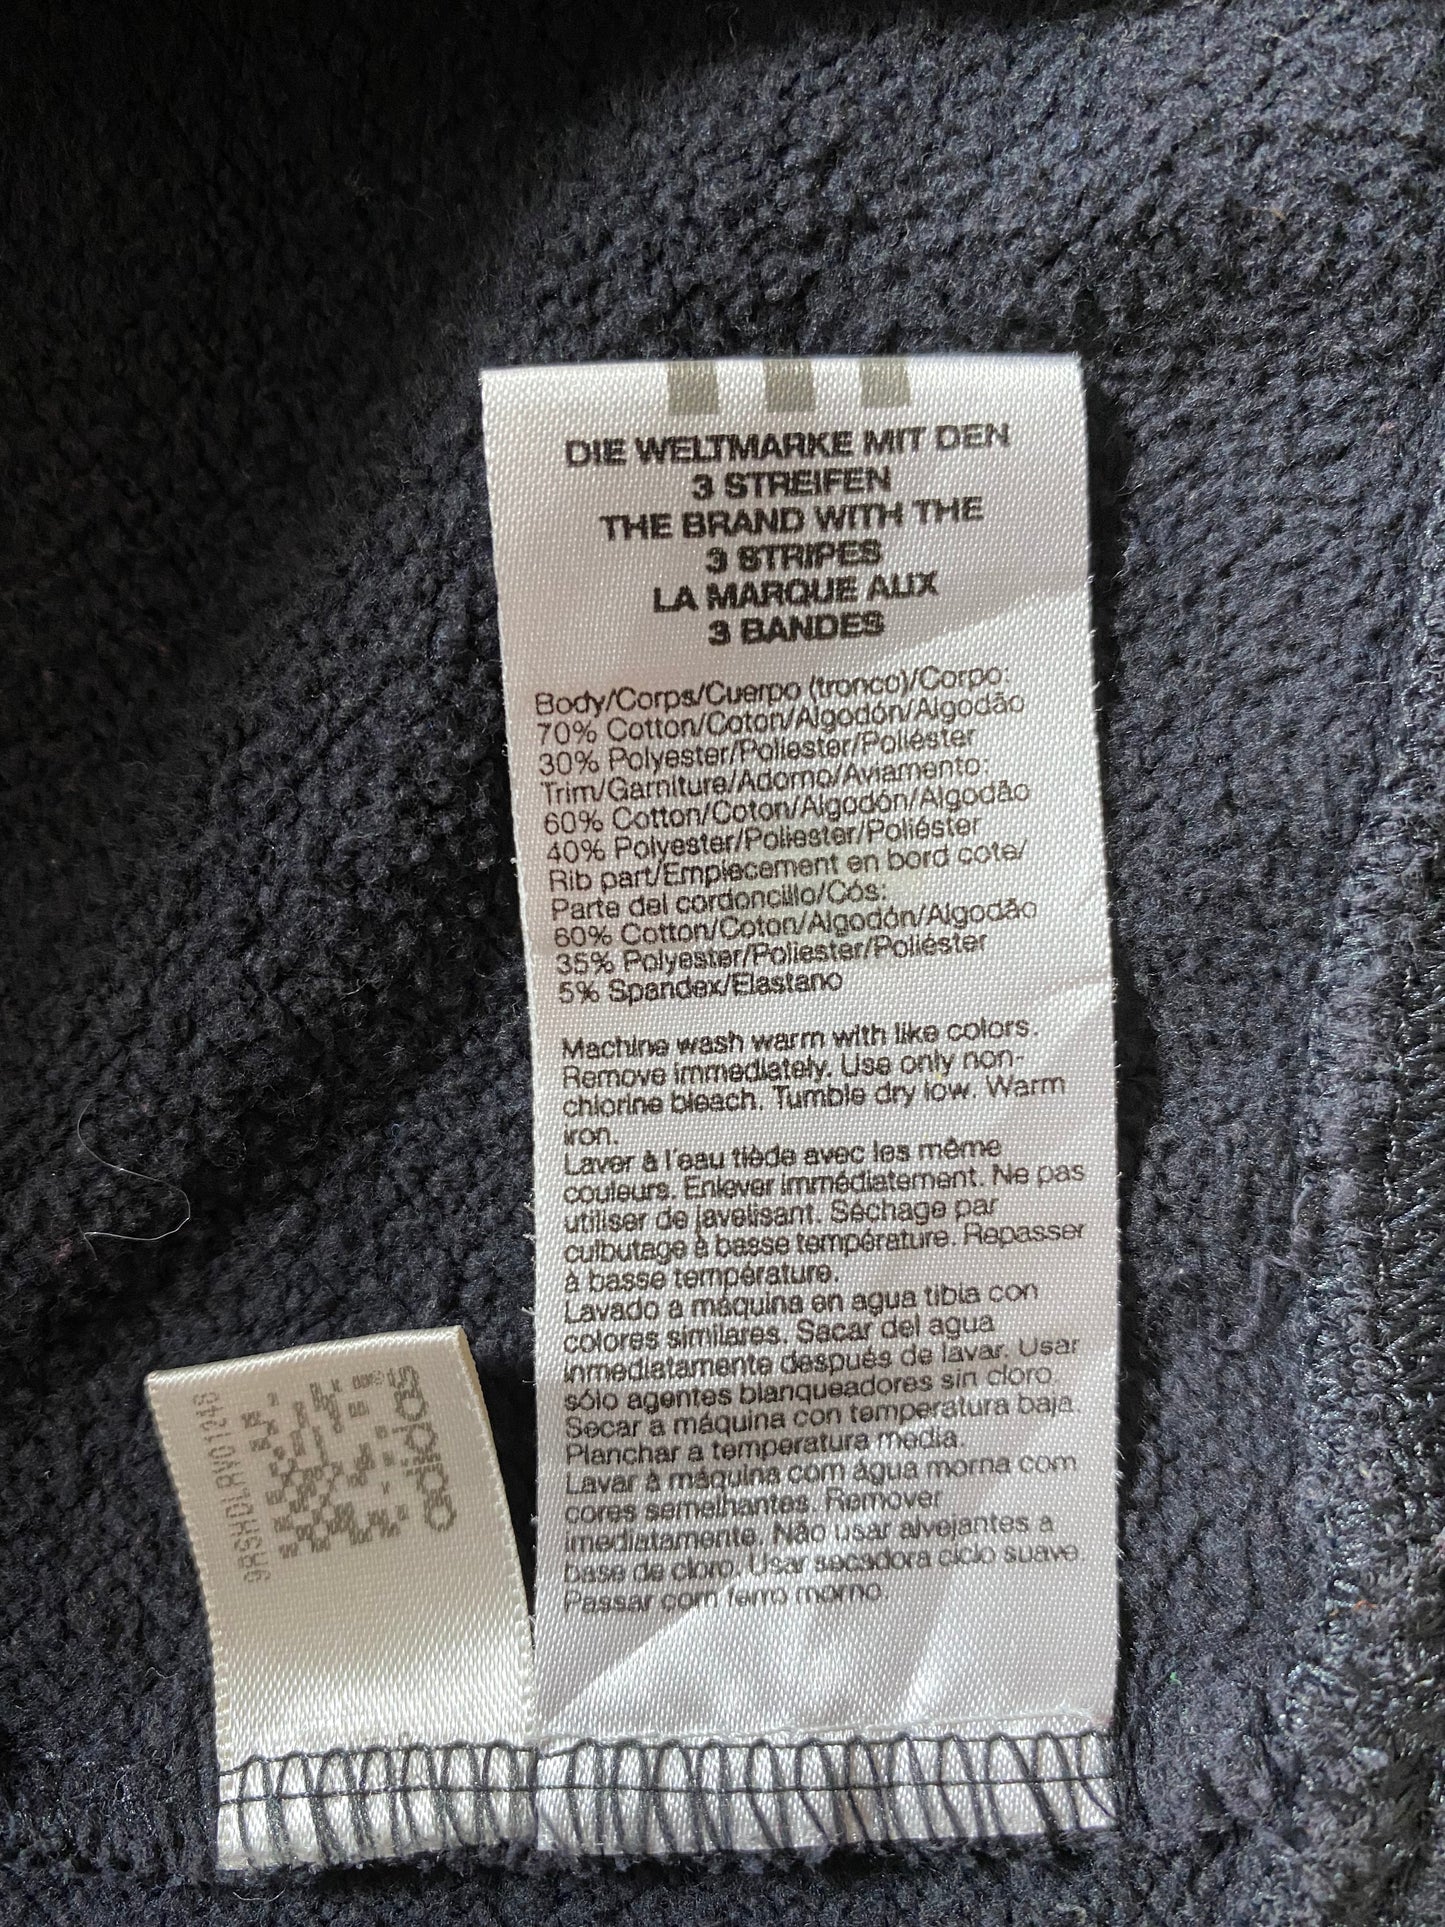 DIE WELTMARKE MIT DEN
3 STREIFEN
THE BRAND WITH THE
3 STRIPES
LA MARQUE AUX
3 BANDES
Body/Corps/Cuerpo (tronco)/Corpo:
70% Cotton/Coton/Algodón/Algodão
30% Polyester/Poliester/Poliéster
Trim/Garniture/Adorno/Aviamento:
60% Cotton/Coton/Algodón/Algodão
40% Polyester/Poliester/Poliéster
Rib part/Empiecement en bord cote/
Parte del cordoncillo/Cós:
60% Cotton/Coton/Algodón/Algodão
35% Polyester/Poliester/Poliéster
5% Spandex/Elastano
Machine wash warm with like colors.
Remove immediately. Use only non-
chlorine bleach. Tumble dry low. Warm
iron.
Laver à l'eau tiède avec les même
couleurs. Enlever immédiatement. Ne pas
utiliser de javelisant. Séchage par
culbutage à basse température. Repasser
à basse température.
Lavado a máquina en agua tibia con
colores similares. Sacar del agua
inmediatamente después de lavar. Usar
sólo agentes blanqueadores sin cloro.
Secar a máquina con temperatura baja.
Planchar a temperatura media.
Lavar à máquina com água morna com
cores semelhantes. Remover
imediatamente. Não usar alvejantes a
base de cloro. Usar secadora ciclo suave.
Passar com ferro morno.
adidas